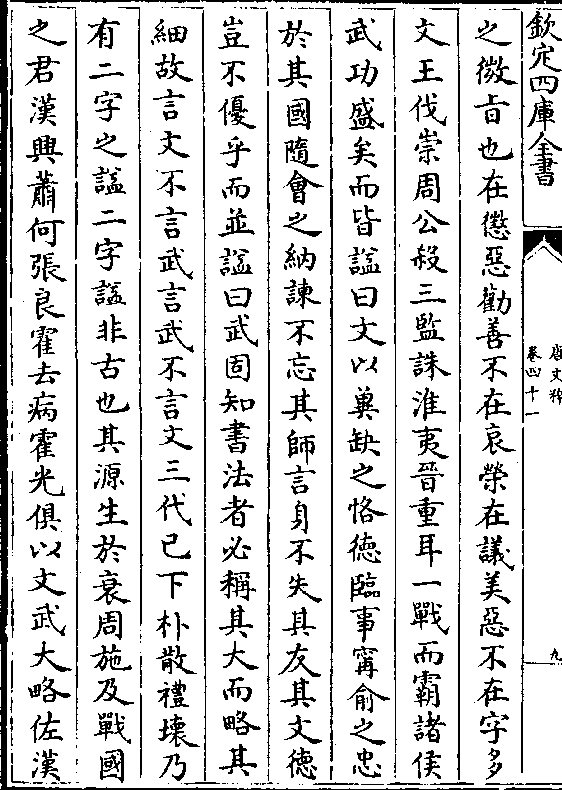 欽定四庫全書
唐文粹
卷四十一
九
之微旨也在懲惡勸善不在哀榮在議美惡不在字多
文王伐崇周公殺三監誅淮夷晉重耳一戰而霸諸侯
武功盛矣而皆諡曰文以冀缺之恪德臨事甯俞之忠
於其國隨會之納諫不忘其師言身不失其友其文德
豈不優乎而並諡曰武固知書法者必稱其大而略其
細故言文不言武言武不言文三代已下朴散禮壞乃
有二字之諡二字諡非古也其源生於衰周施及戰國
之君漢興蕭何張良霍去病霍光俱以文武大略佐漢